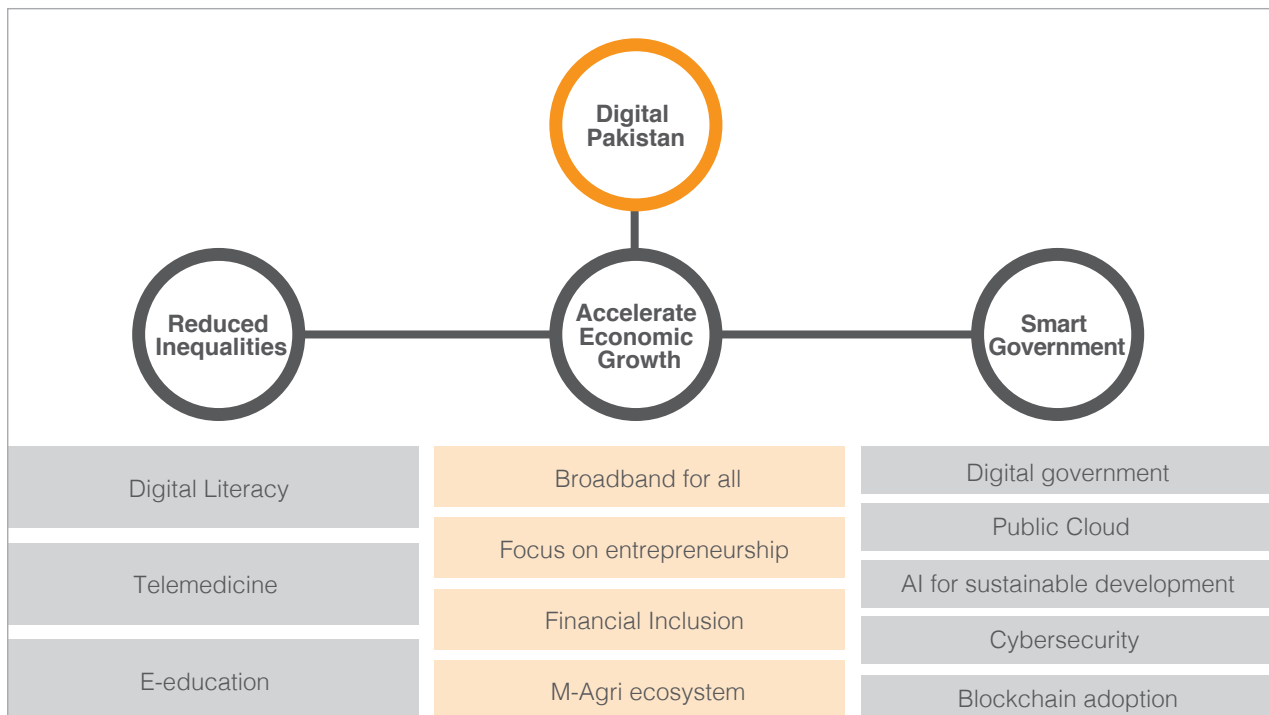 Digital
Pakistan
Reduced
Inequalities
Accelerate
Economic
Growth
Smart
Government
Digital Literacy
Telemedicine
E-education
Broadband for all
Focus on entrepreneurship
Financial Inclusion
M-Agri ecosystem
Digital government
Public Cloud
AI for sustainable development
Cybersecurity
Blockchain adoption